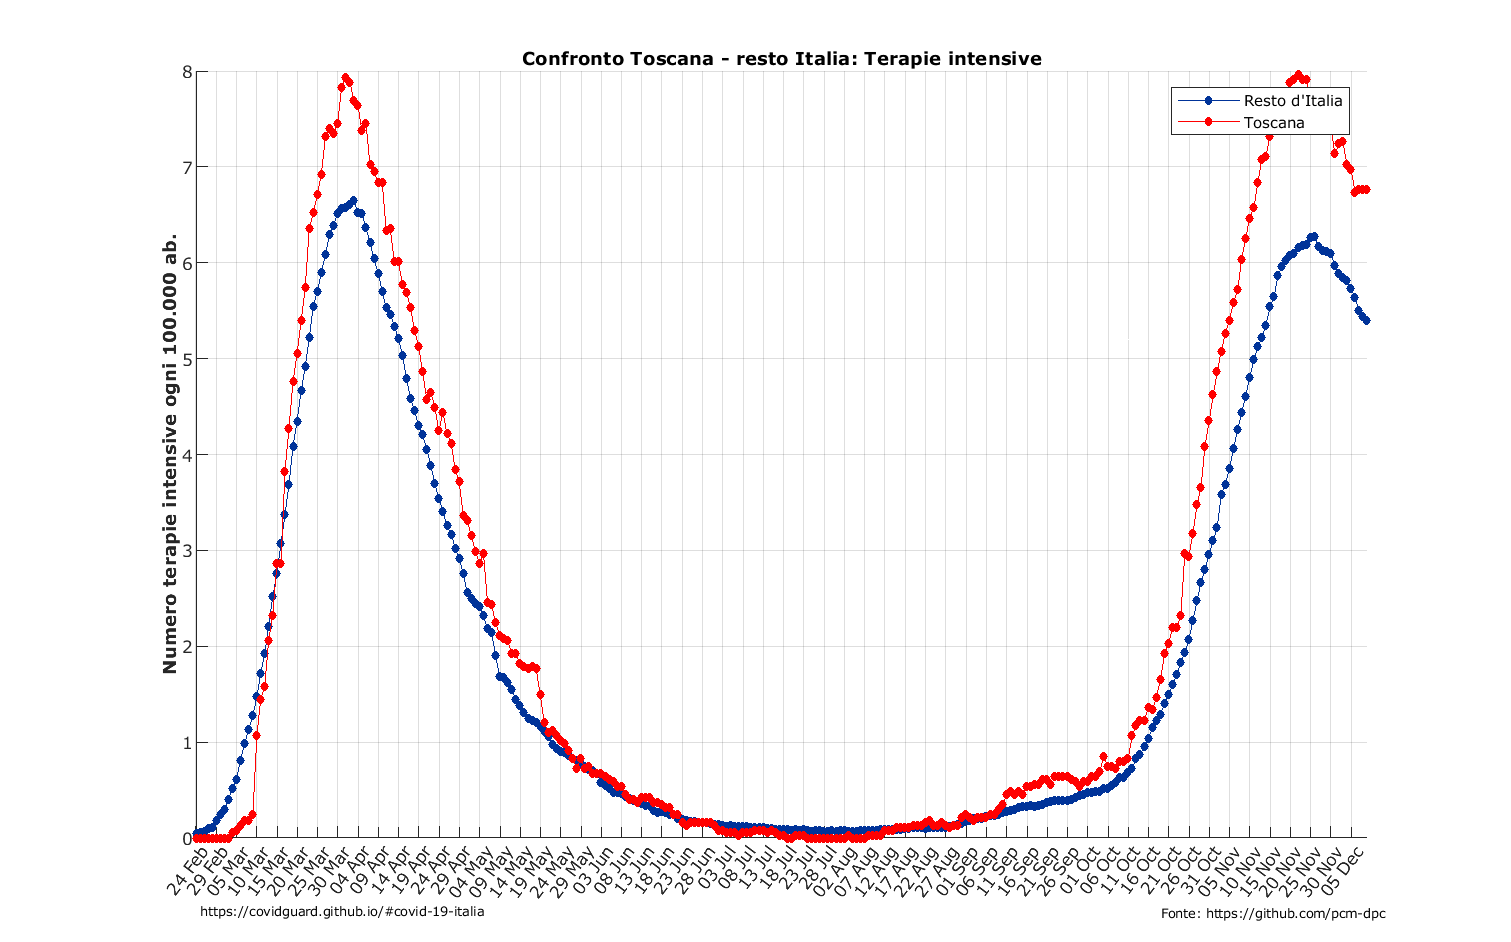 Confronto Toscana - resto Italia: Terapie intensive
Numero terapie intensive ogni 100.000 ab.
8
7
6
5
4
3
2
1
0
Resto d'Italia
Toscana
24 Feb
29 Feb
05 Mar
10 Mar
15 Mar
20 Mar
25 Mar
30 Mar
04 Apr
09 Apr
14 Apr
19 Apr
24 Apr
29 Apr
04 May
09 May
14 May
19 May
24 May
29 May
03 Jun
08 Jun
13 Jun
18 Jun
23 Jun
28 Jun
03 Jul
08 Jul
13 Jul
18 Jul
23 Jul
28 Jul
02 Aug
07 Aug
12 Aug
17 Aug
22 Aug
27 Aug
01 Sep
06 Sep
11 Sep
16 Sep
21 Sep
26 Sep
01 Oct
06 Oct
11 Oct
16 Oct
21 Oct
26 Oct
31 Oct
05 Nov
10 Nov
15 Nov
20 Nov
25 Nov
30 Nov
05 Dec
https://covidguard.github.io/#covid-19-italia
Fonte: https://github.com/pcm-dpc